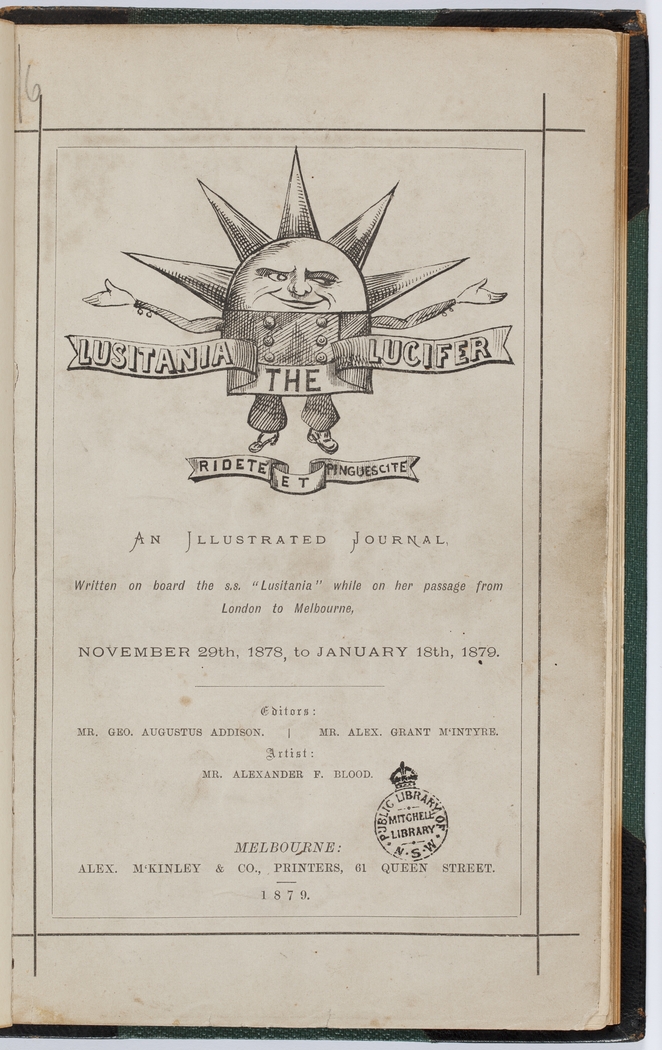 6
LUSITANIA THE LUCIFER
RIDETE ET PINGUESCITE
AN ILLUSTRATED JOURNAL,
Written on board the s.s. "Lusitania" while on her passage from
London to Melbourne,
NOVEMBER 29th, 1878, to JANUARY 18th, 1879.
Editors:
MR. GEO. AUGUSTUS ADDISON. | MR. ALEX. GRANT M'INTYRE.
Artist:
MR. ALEXANDER F. BLOOD.
PUBLIC LIBRARY OF N·S·W·
MITCHELL
LIBRARY
MELBOURNE:
ALEX. M'KINLEY & CO., PRINTERS, 61 QUEEN STREET.
1879.